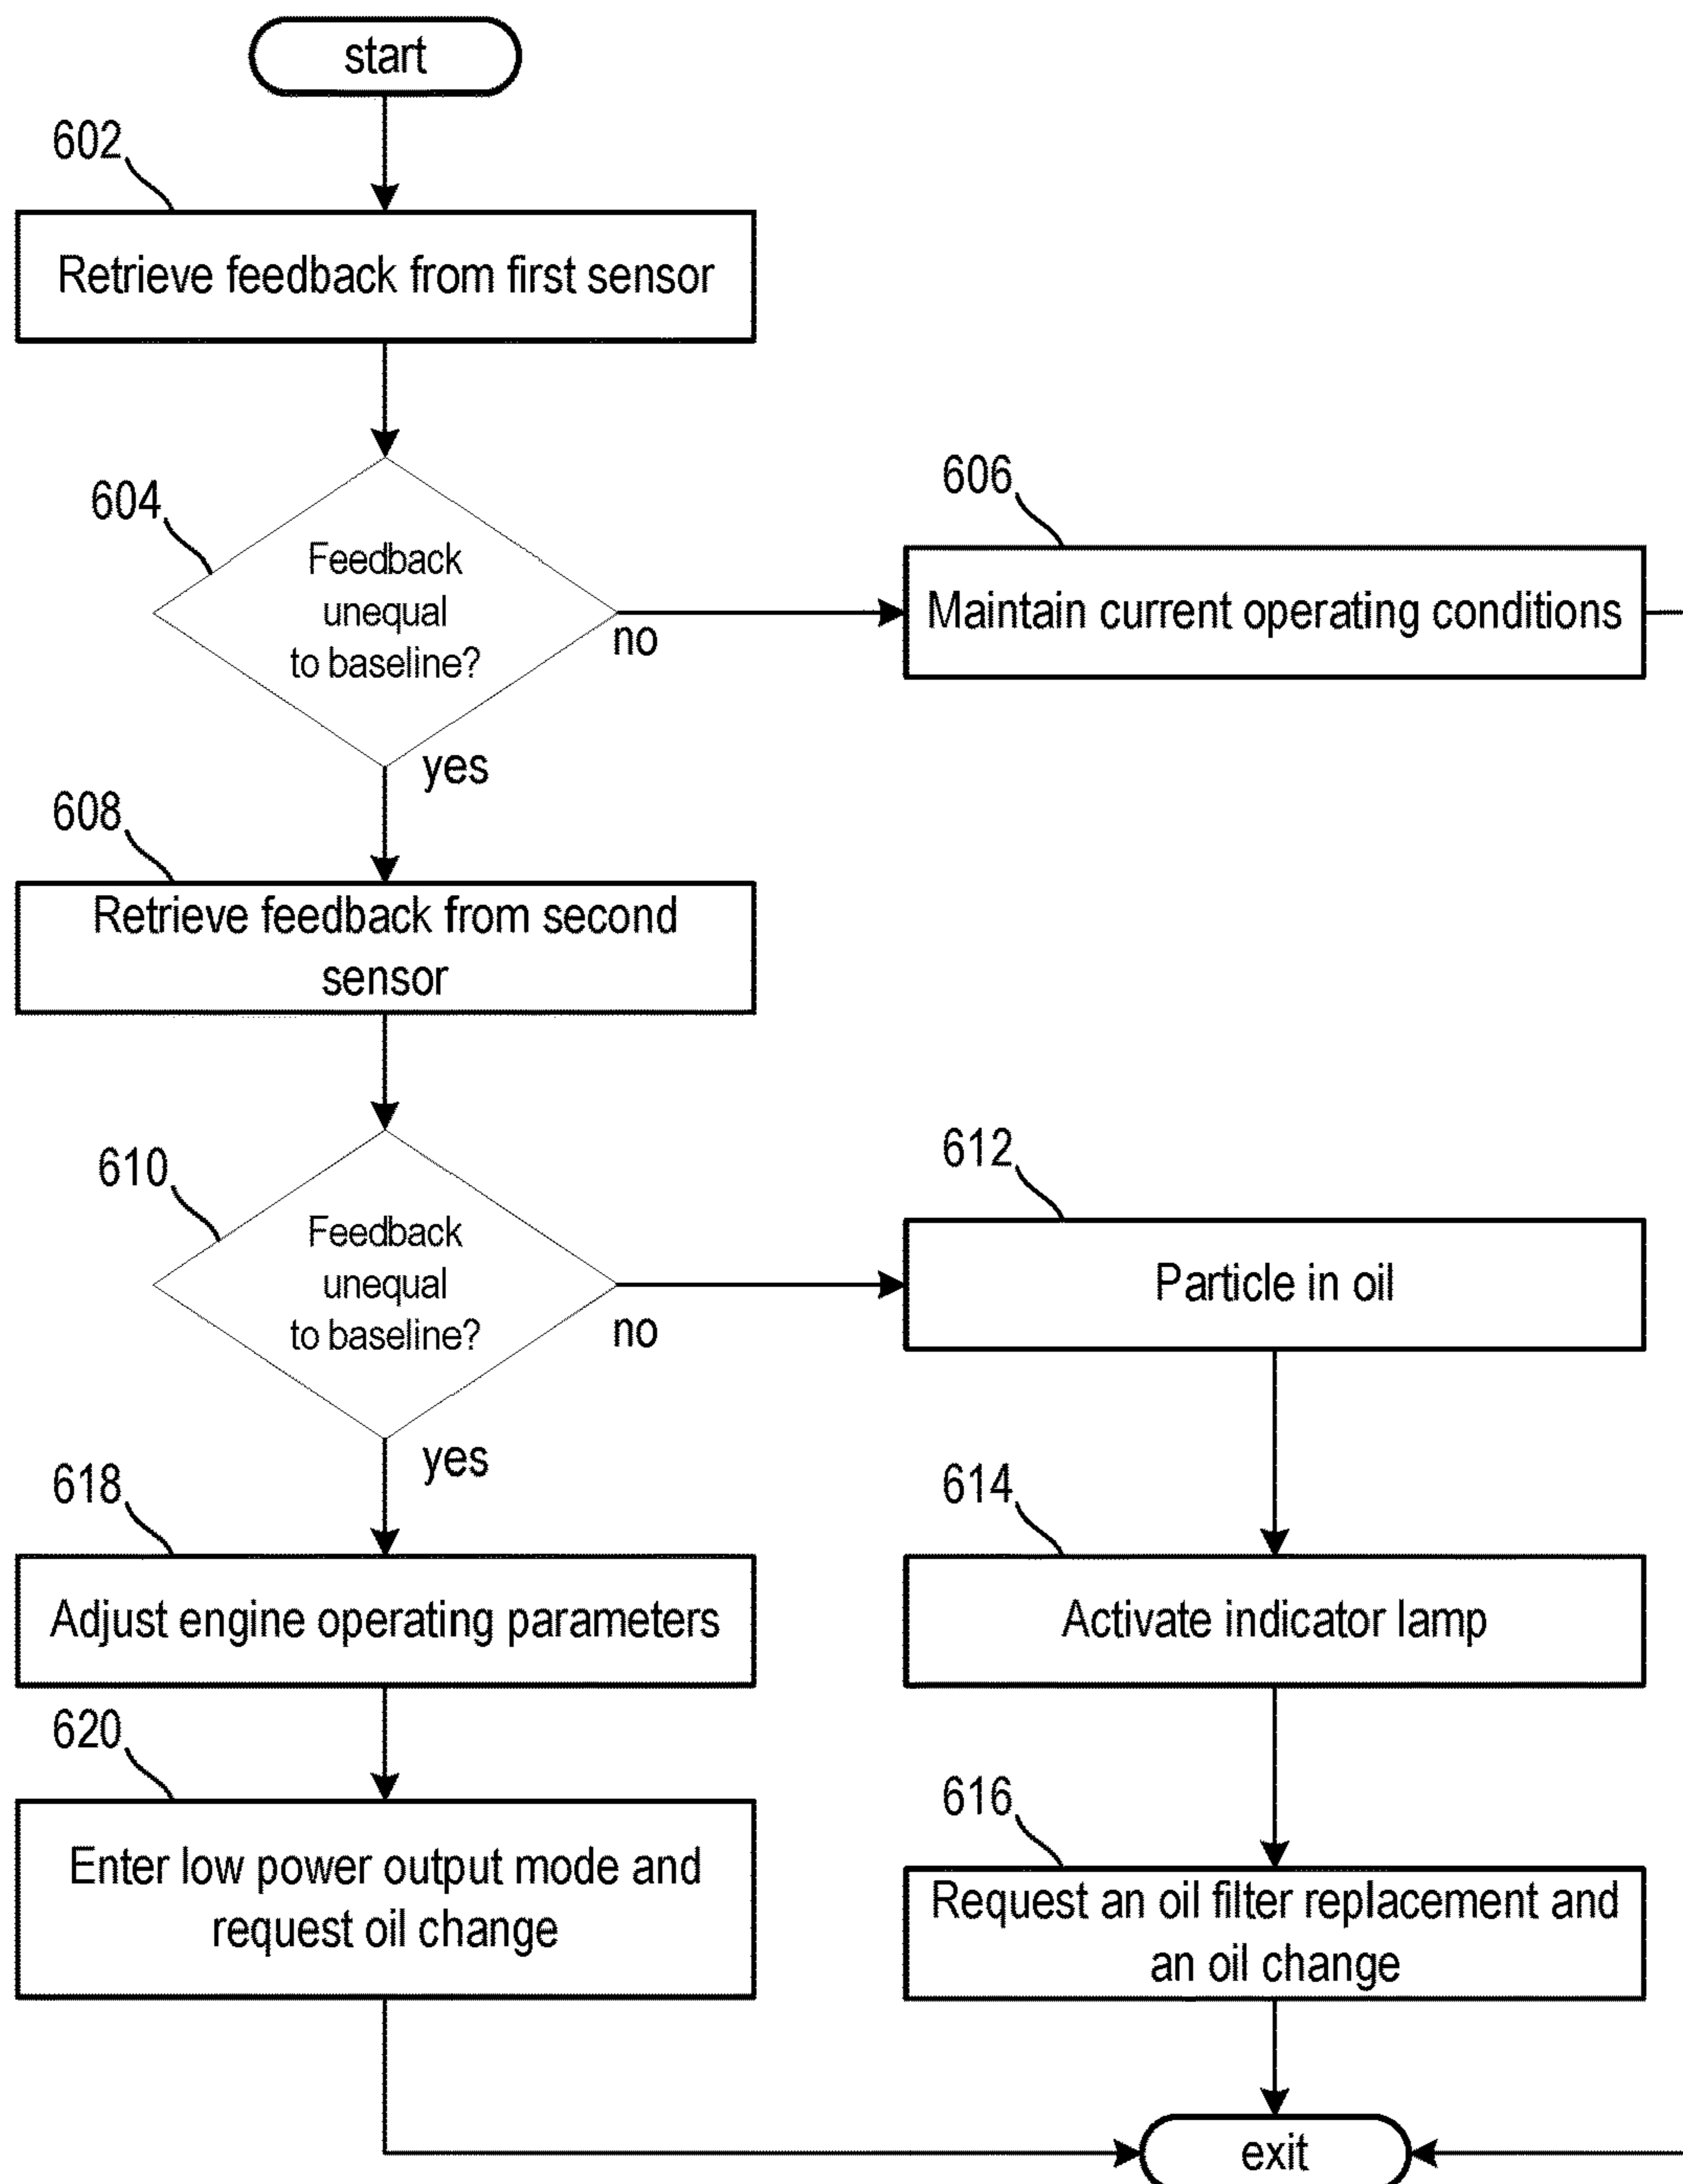 start
602
Retrieve feedback from first sensor
604
Feedback
unequal
to baseline?
no
606
Maintain current operating conditions
yes
608
Retrieve feedback from second
sensor
610
Feedback
unequal
to baseline?
no
612
Particle in oil
yes
618
Adjust engine operating parameters
614
Activate indicator lamp
620
Enter low power output mode and
request oil change
616
Request an oil filter replacement and
an oil change
exit